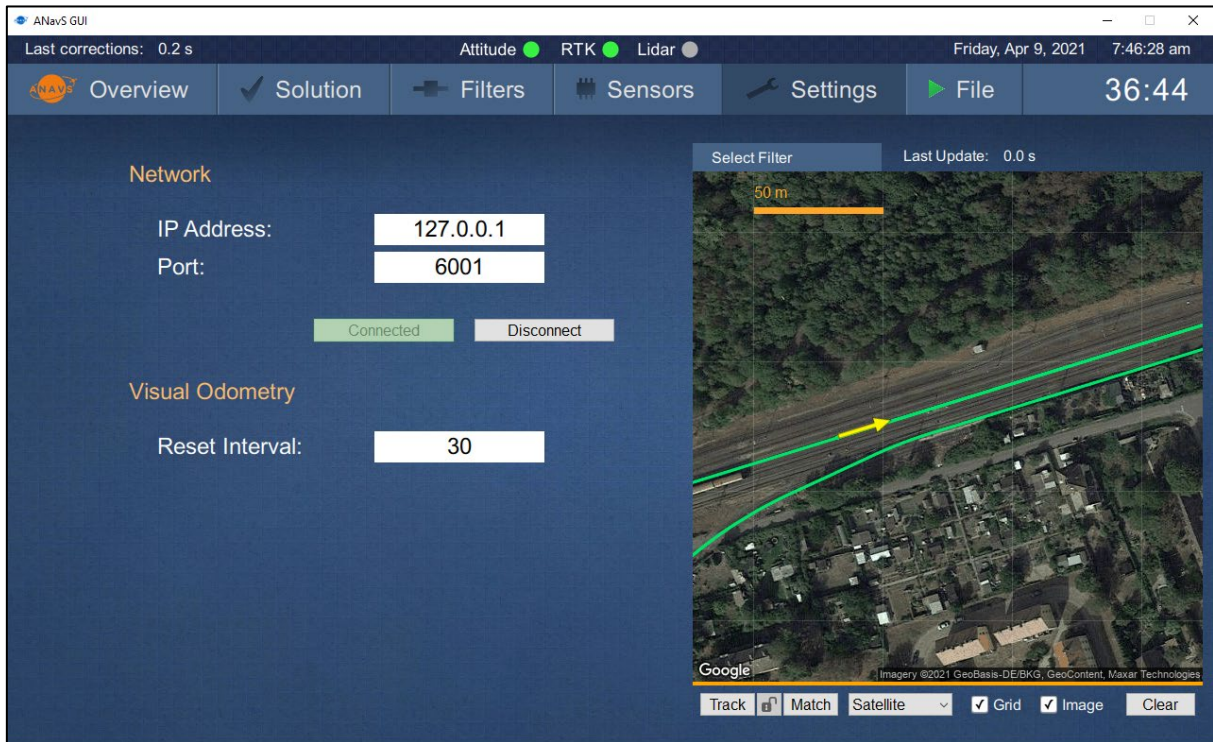 ANavS GUI
Last corrections: 0.2 s
Attitude
RTK
Lidar
Friday, Apr 9, 2021
7:46:28 am
ANAVS
Overview
Solution
Filters
Sensors
Settings
File
36:44
Network
IP Address: 127.0.0.1
Port: 6001
Connected
Disconnect
Visual Odometry
Reset Interval: 30
Select Filter
Last Update: 0.0 s
50 m
Google
Imagery ©2021 GeoBasis-DE/BKG, GeoContent, Maxar Technologies
Track
Match
Satellite
Grid
Image
Clear